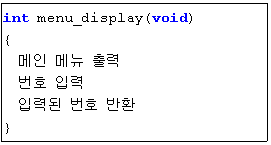 int menu_display(void)
{
메인 메뉴 출력
번호 입력
입력된 번호 반환
}